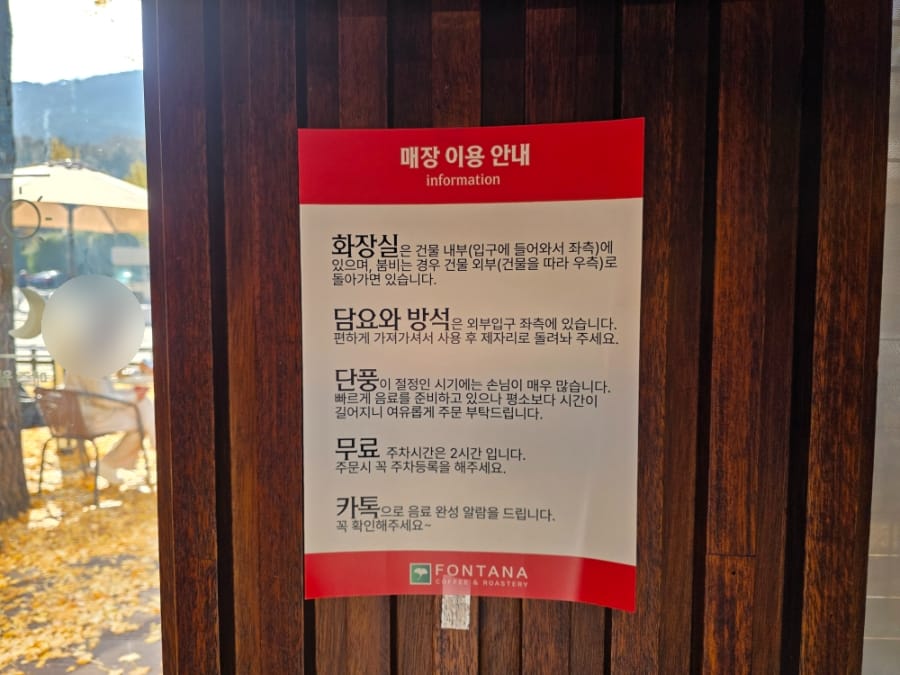 매장 이용 안내
information
화장실은 건물 내부(입구에 들어와서 좌측)에
있으며, 붐비는 경우 건물 외부(건물을 따라 우측)로
돌아가면 있습니다.
담요와 방석은 외부입구 좌측에 있습니다.
편하게 가져가셔서 사용 후 제자리로 돌려놔 주세요.
단풍이 절정인 시기에는 손님이 매우 많습니다.
빠르게 음료를 준비하고 있으나 평소보다 시간이
길어지니 여유롭게 주문 부탁드립니다.
무료 주차시간은 2시간 입니다.
주문시 꼭 주차등록을 해주세요.
카톡으로 음료 완성 알람을 드립니다.
꼭 확인해주세요~
FONTANA
COFFEE & ROASTERY